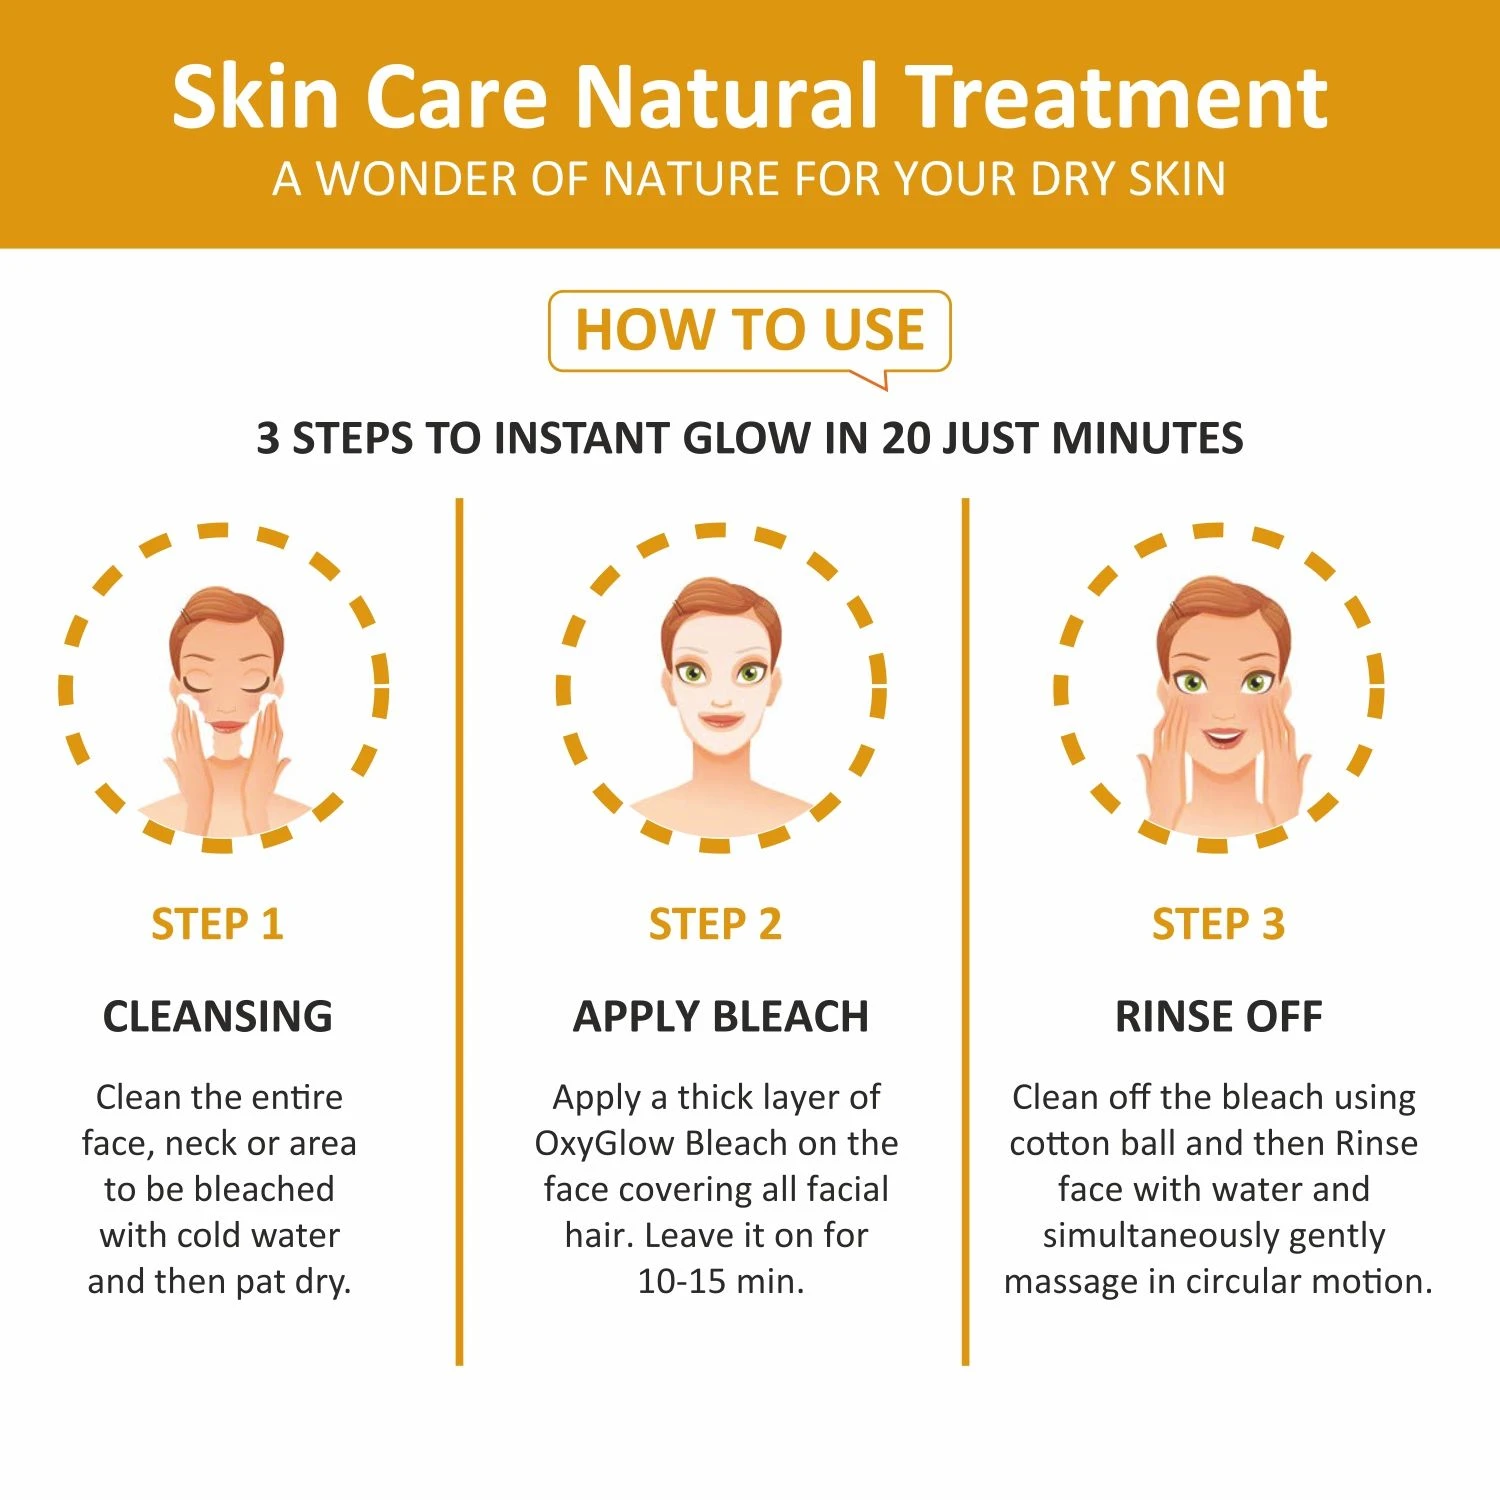 Skin Care Natural Treatment
A WONDER OF NATURE FOR YOUR DRY SKIN
HOW TO USE
3 STEPS TO INSTANT GLOW IN 20 JUST MINUTES
STEP 1
CLEANSING
Clean the entire
face, neck or area
to be bleached
with cold water
and then pat dry.
STEP 2
APPLY BLEACH
Apply a thick layer of
OxyGlow Bleach on the
face covering all facial
hair. Leave it on for
10-15 min.
STEP 3
RINSE OFF
Clean off the bleach using
cotton ball and then Rinse
face with water and
simultaneously gently
massage in circular motion.